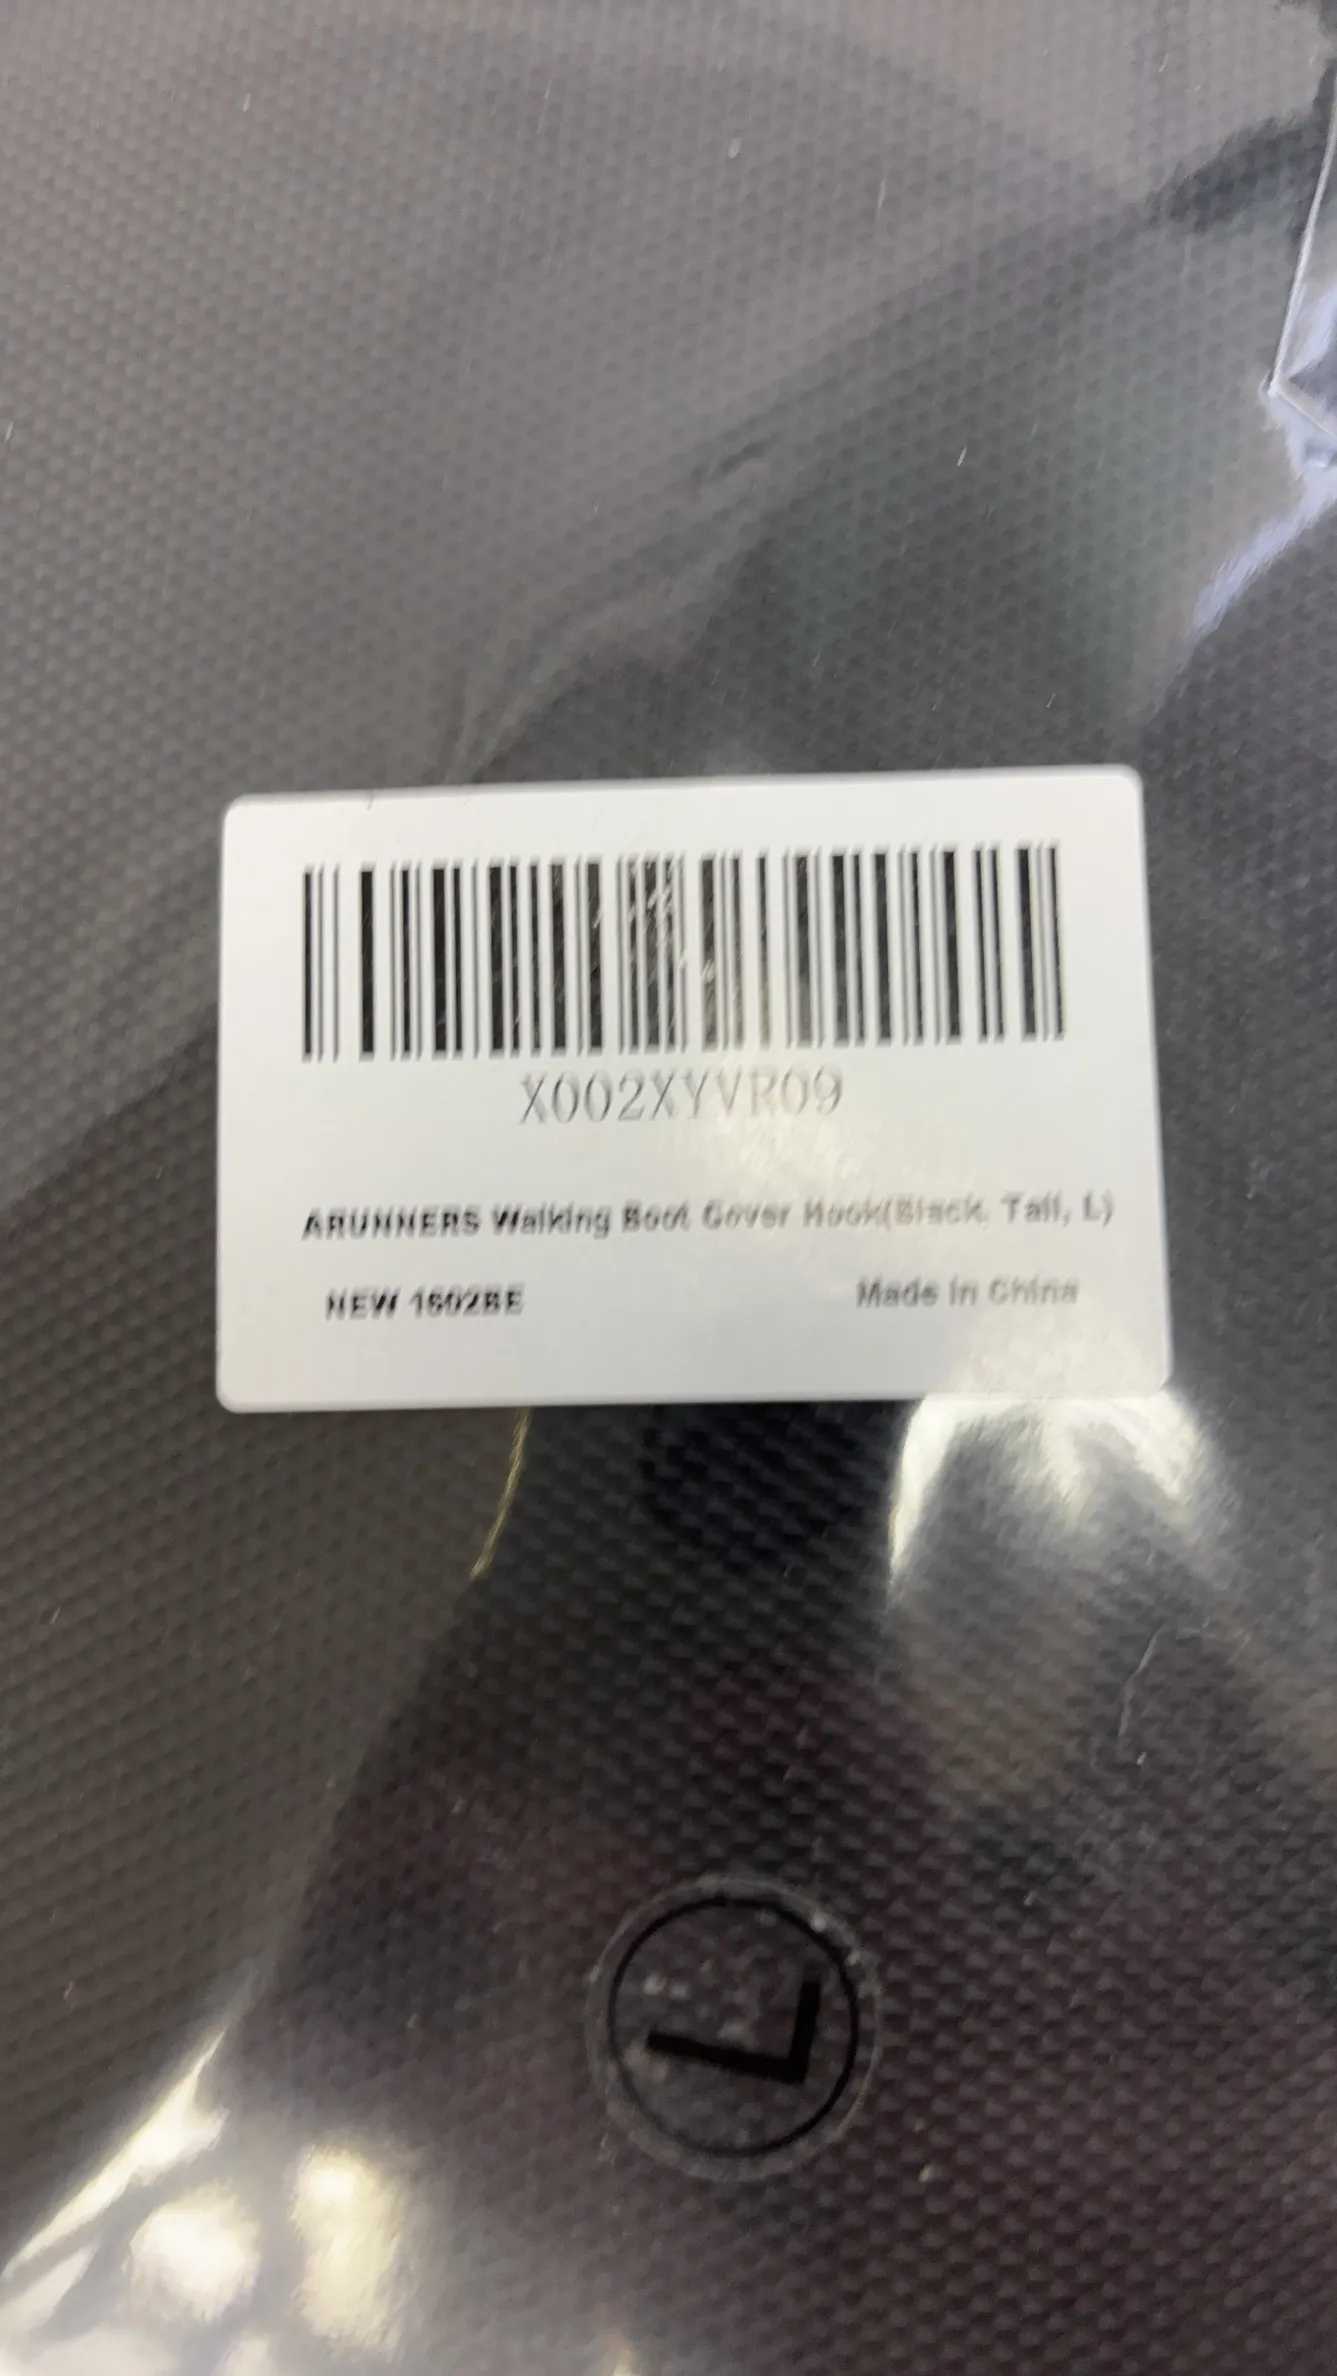 X002XYVR09
ARUNNERS Walking Boot Cover Hook(Black, Tall, L)
NEW 1602BE
Made in China
L